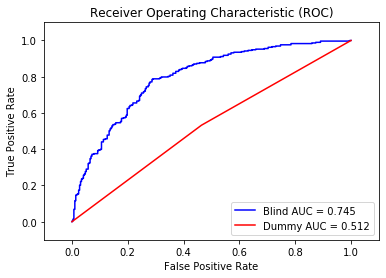 Receiver Operating Characteristic (ROC)
True Positive Rate
1.0
0.8
0.6
0.4
0.2
0.0
0.0 0.2 0.4 0.6 0.8 1.0
False Positive Rate
Blind AUC = 0.745
Dummy AUC = 0.512